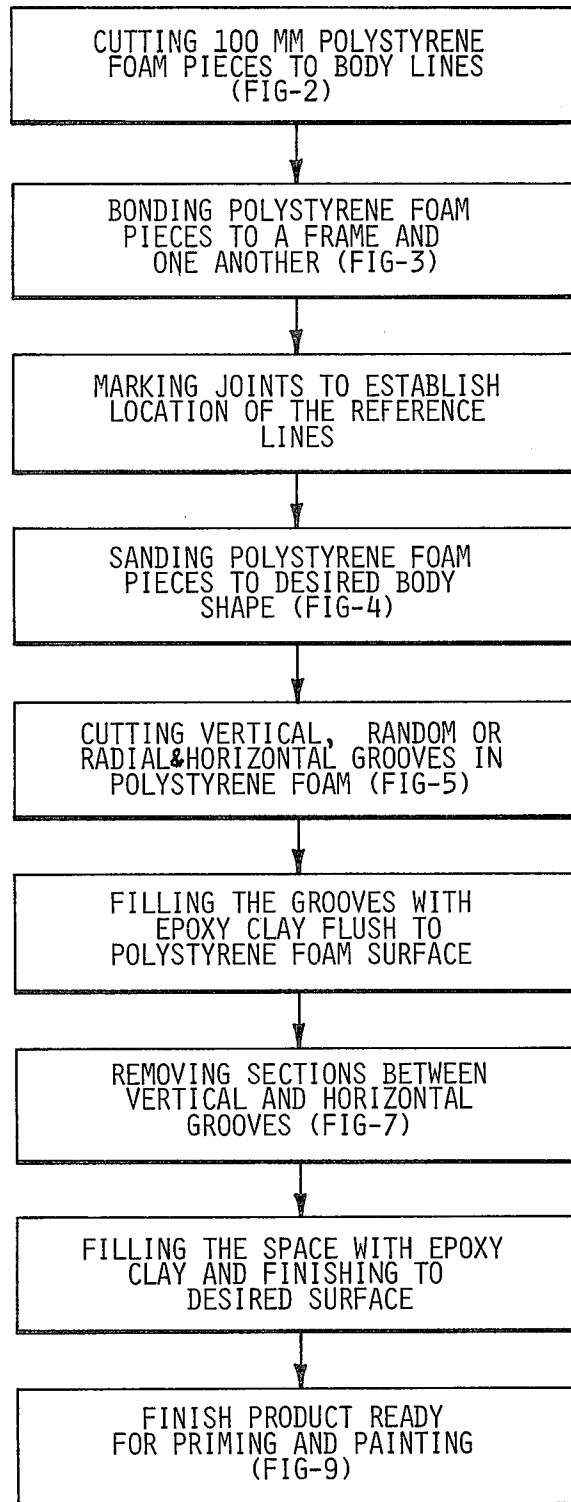 CUTTING 100 MM POLYSTYRENE
FOAM PIECES TO BODY LINES
(FIG-2)
BONDING POLYSTYRENE FOAM
PIECES TO A FRAME AND
ONE ANOTHER (FIG-3)
MARKING JOINTS TO ESTABLISH
LOCATION OF THE REFERENCE
LINES
SANDING POLYSTYRENE FOAM
PIECES TO DESIRED BODY
SHAPE (FIG-4)
CUTTING VERTICAL, RANDOM OR
RADIAL&HORIZONTAL GROOVES IN
POLYSTYRENE FOAM (FIG-5)
FILLING THE GROOVES WITH
EPOXY CLAY FLUSH TO
POLYSTYRENE FOAM SURFACE
REMOVING SECTIONS BETWEEN
VERTICAL AND HORIZONTAL
GROOVES (FIG-7)
FILLING THE SPACE WITH EPOXY
CLAY AND FINISHING TO
DESIRED SURFACE
FINISH PRODUCT READY
FOR PRIMING AND PAINTING
(FIG-9)